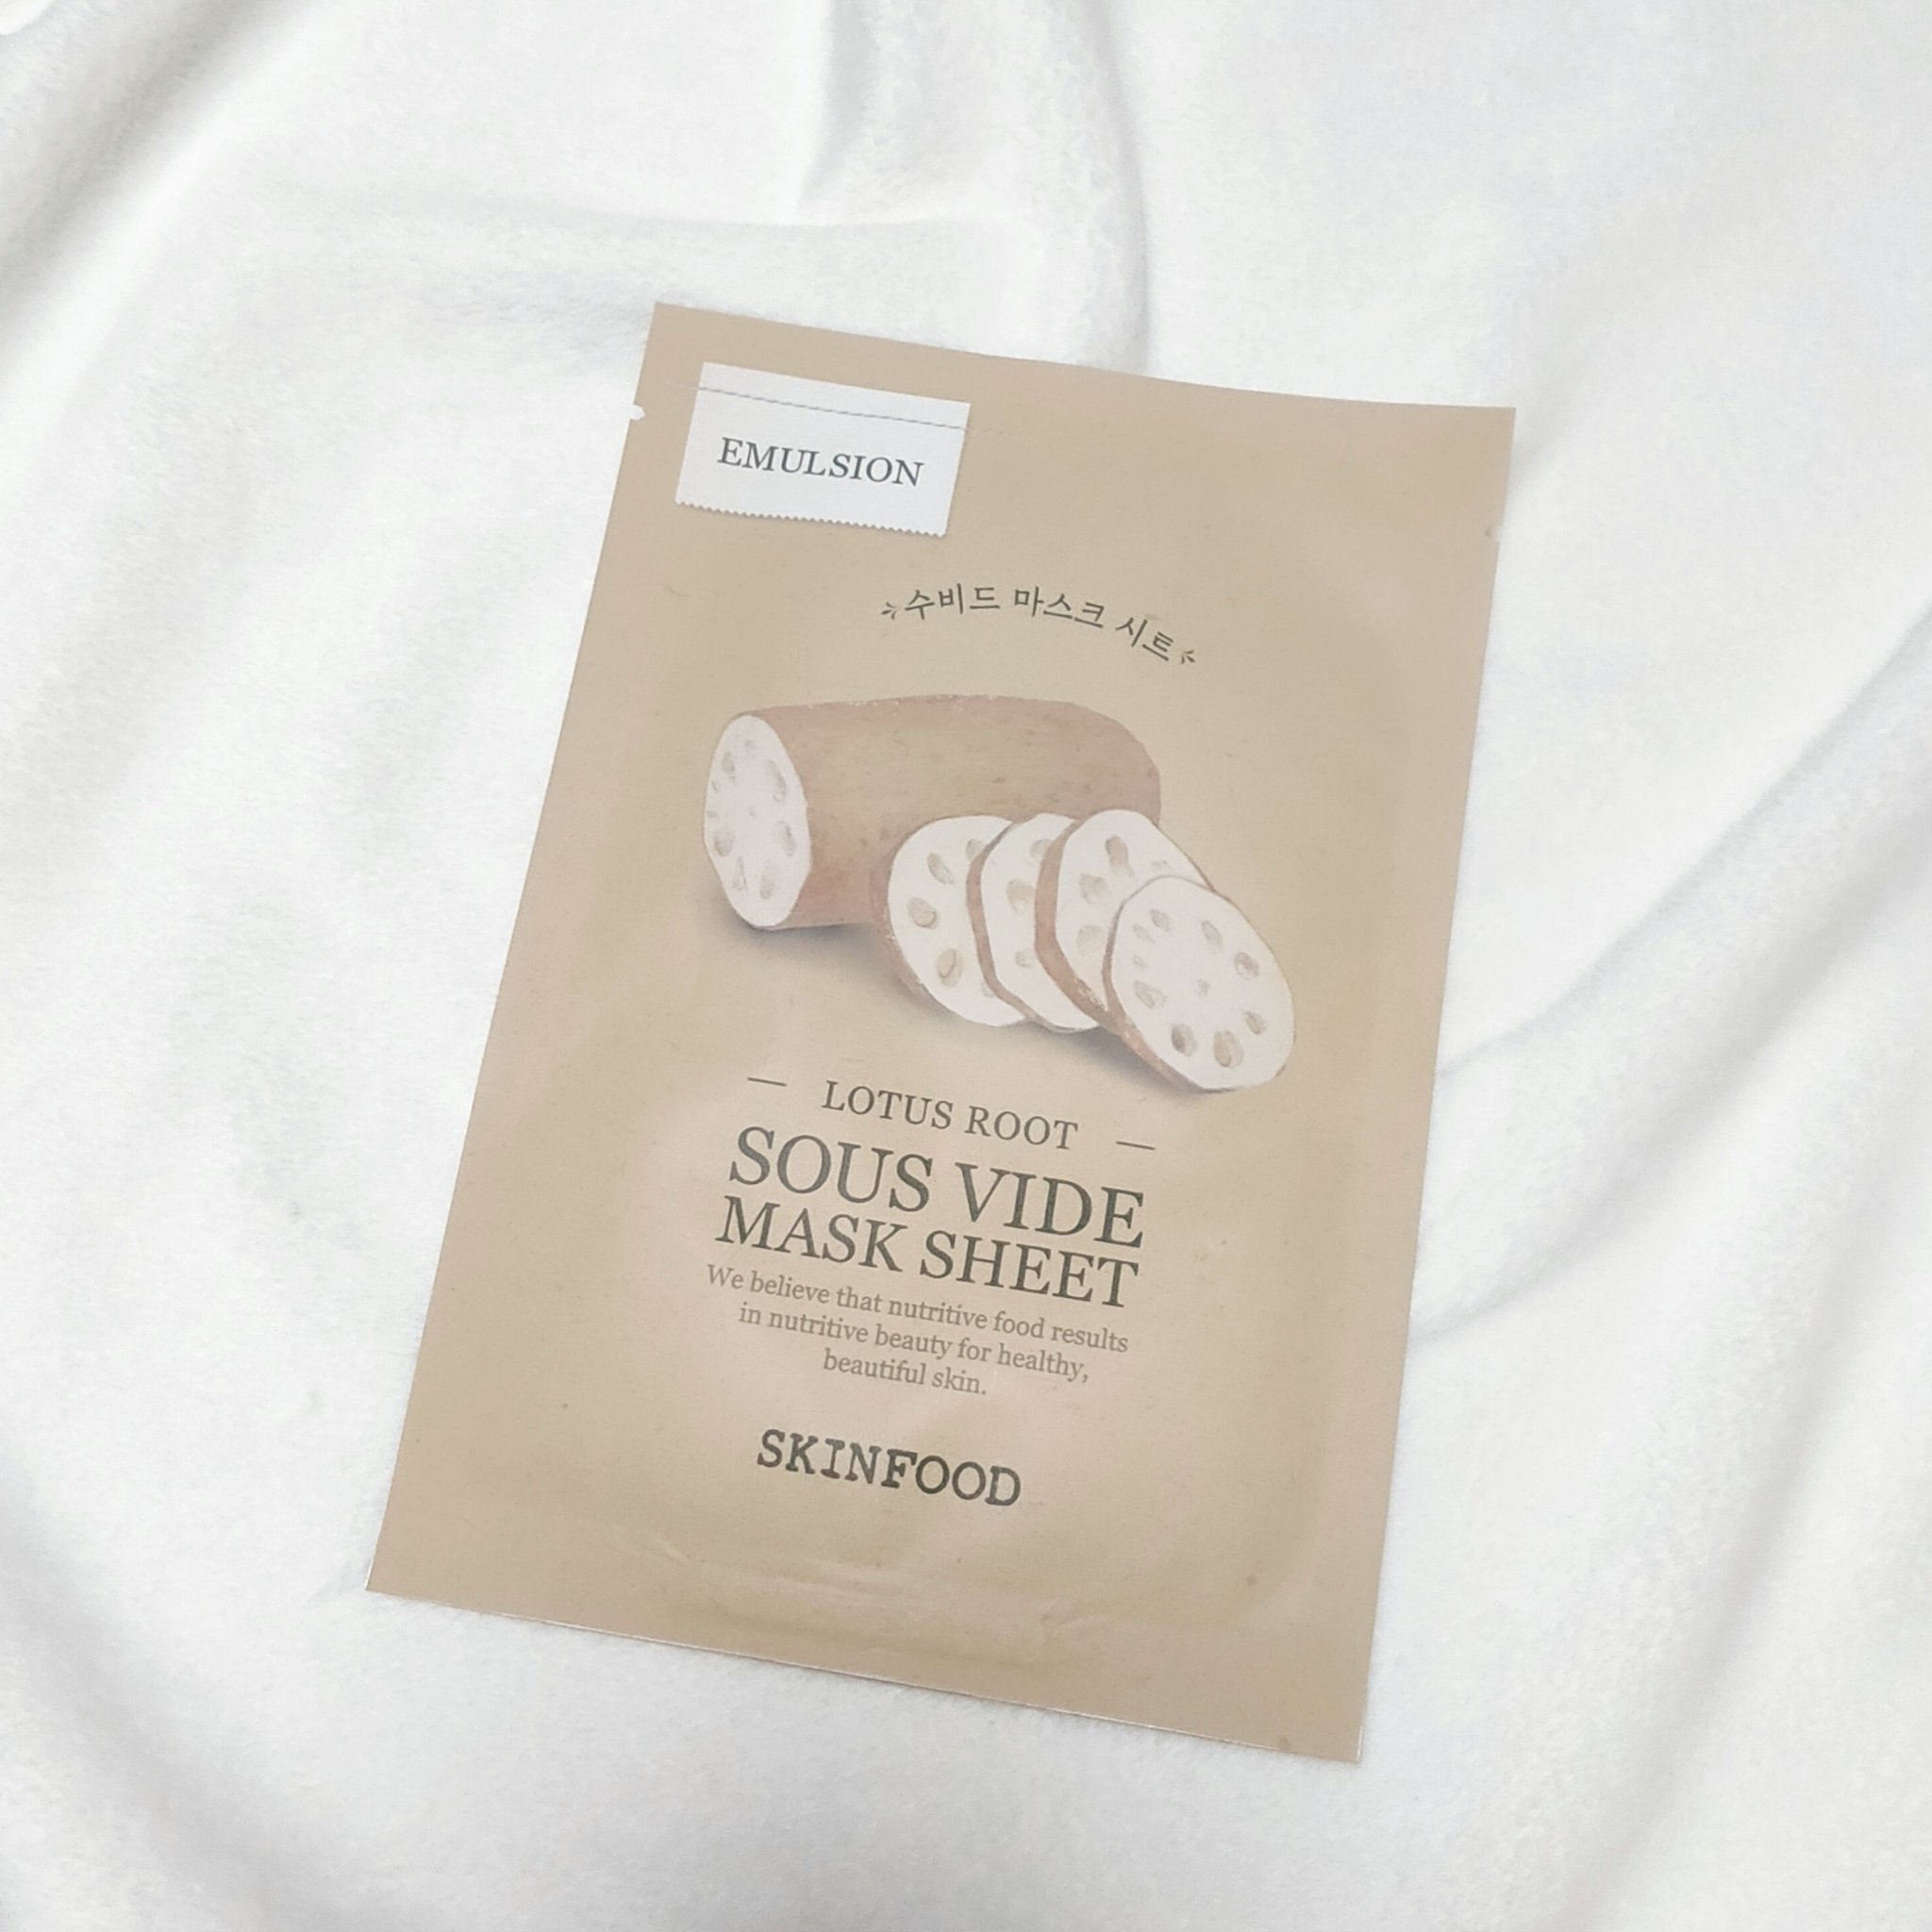 EMULSION
수비드 마스크 시트
LOTUS ROOT
SOUS VIDE
MASK SHEET
We believe that nutritive food results
in nutritive beauty for healthy,
beautiful skin.
SKINFOOD